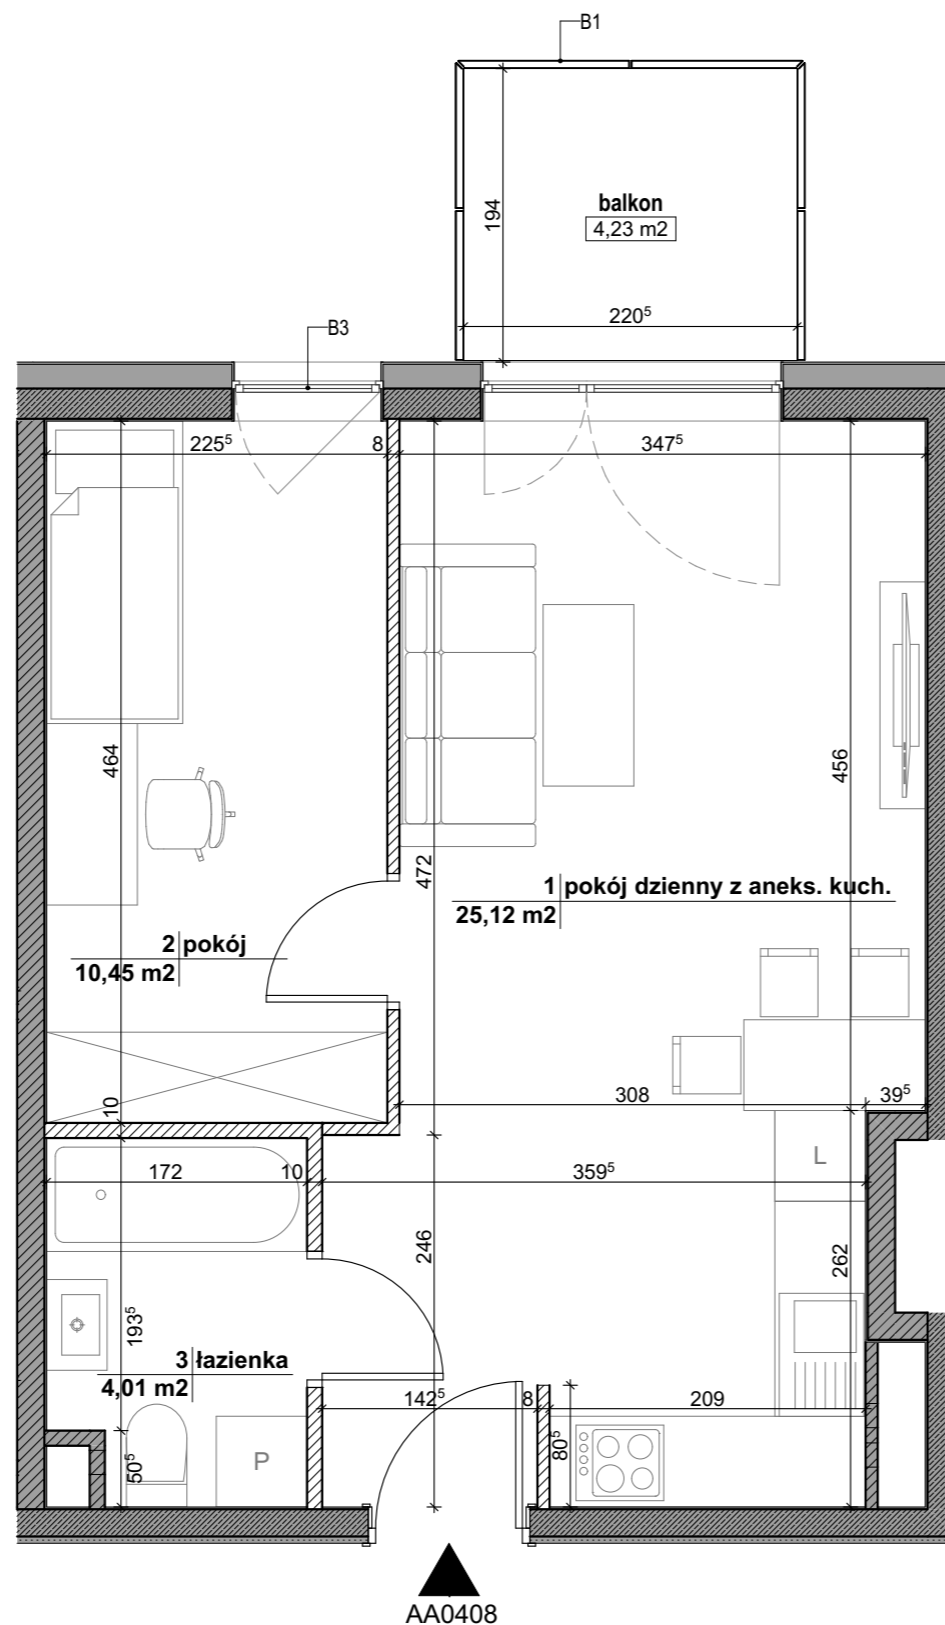 B1
194
balkon
4,23 m2
220⁵
B3
225⁵
8
347⁵
464
472
456
1 pokój dzienny z aneks. kuch.
25,12 m2
2 pokój
10,45 m2
10
308
39⁵
172
10
359⁵
L
246
262
193⁵
3 łazienka
4,01 m2
142⁵
8
209
80⁵
50⁵
P
AA0408